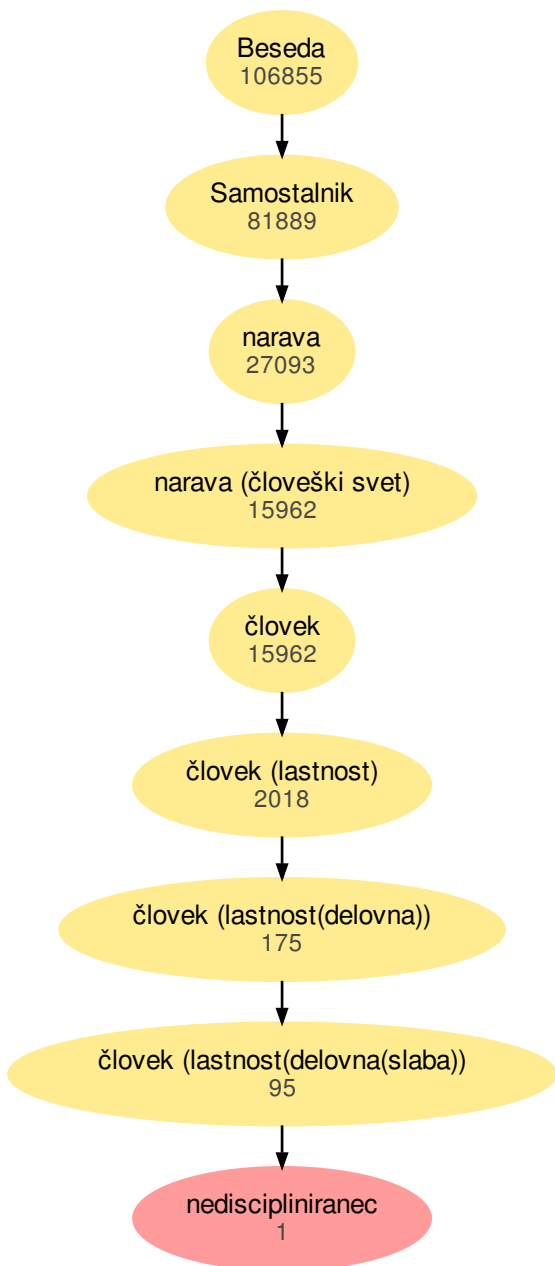 Beseda
106855
Samostalnik
81889
narava
27093
narava (človeški svet)
15962
človek
15962
človek (lastnost)
2018
človek (lastnost(delovna))
175
človek (lastnost(delovna(slaba))
95
nediscipliniranec
1